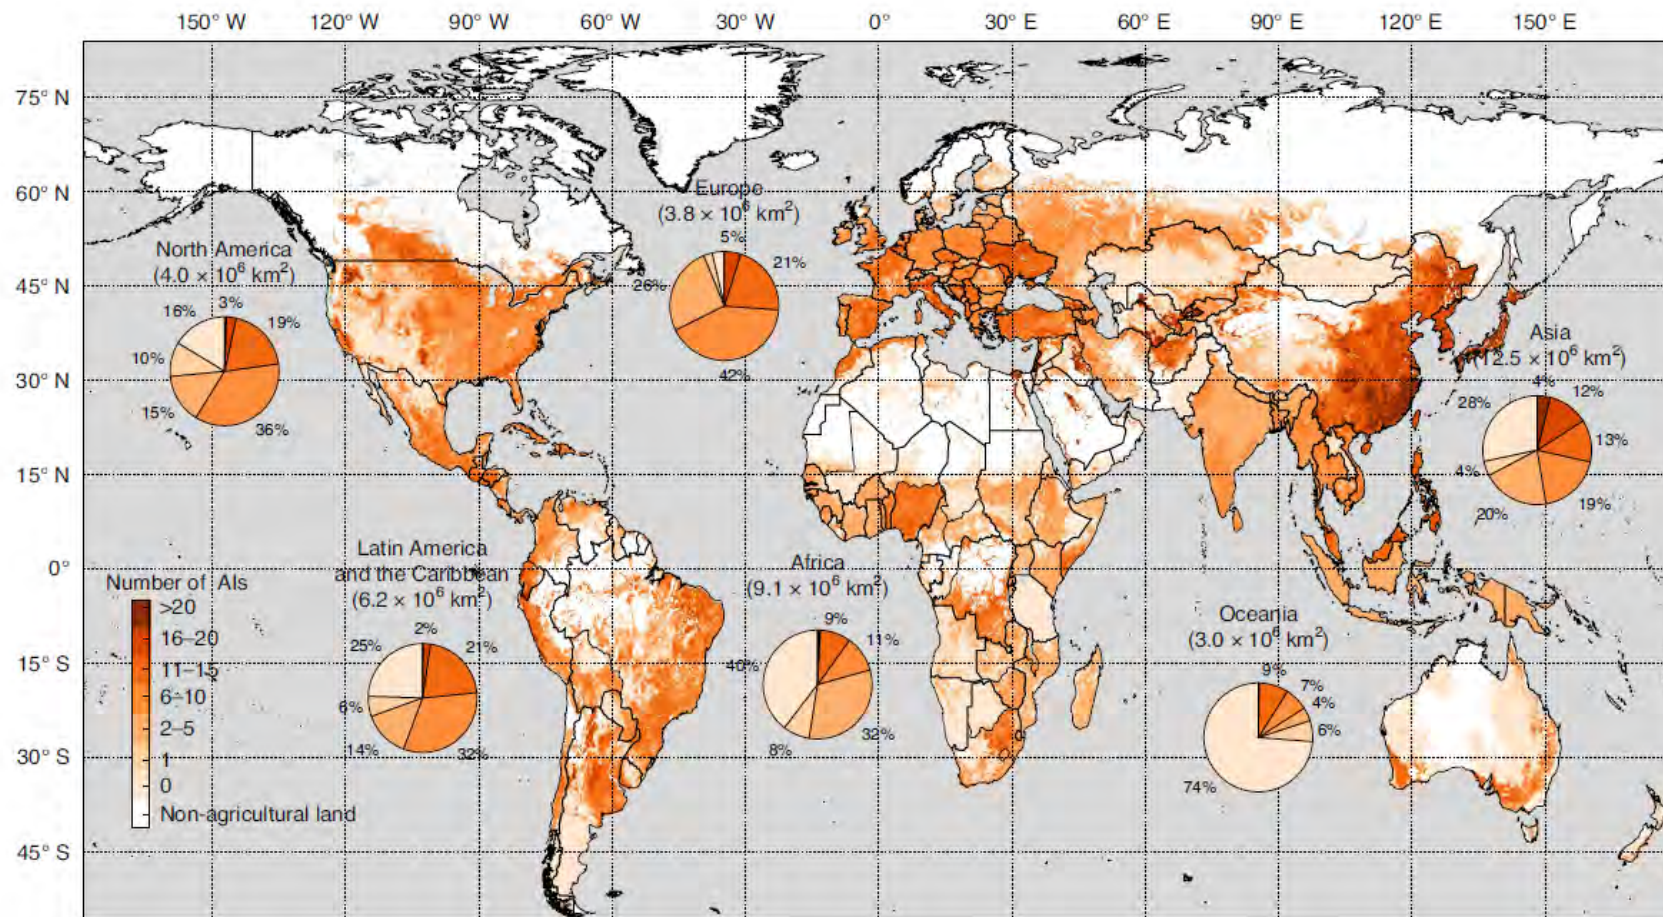 150° W 120° W 90° W 60° W 30° W 0° 30° E 60° E 90° E 120° E 150° E
75° N
60° N
45° N
30° N
15° N
0°
15° S
30° S
45° S
North America
(4.0 × 10⁶ km²)
3%
19%
36%
15%
10%
16%
Europe
(3.8 × 10⁶ km²)
5%
21%
42%
26%
Asia
(12.5 × 10⁶ km²)
4%
12%
13%
19%
20%
4%
28%
Latin America
and the Caribbean
(6.2 × 10⁶ km²)
2%
21%
32%
14%
6%
25%
Africa
(9.1 × 10⁶ km²)
9%
11%
32%
8%
40%
Oceania
(3.0 × 10⁶ km²)
9%
7%
4%
6%
74%
Number of AIs
>20
16–20
11–15
6–10
2–5
1
0
Non-agricultural land